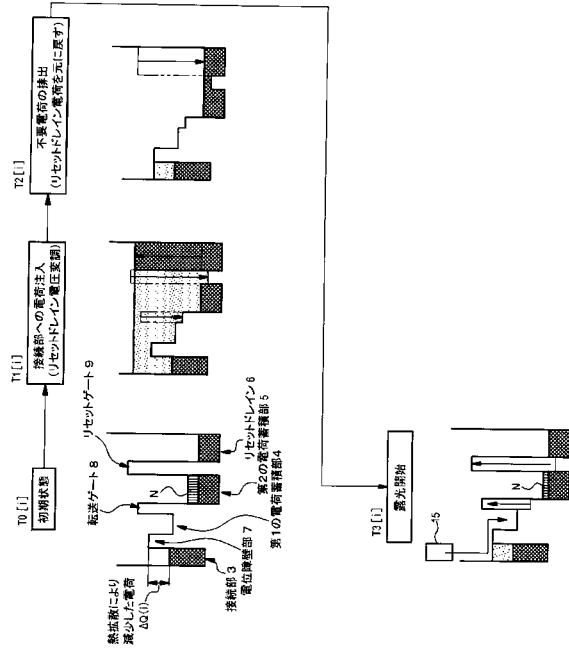 T0[i]
初期状態
T1[i]
接続部への電荷注入
(リセットドレイン電圧変調)
T2[i]
不要電荷の排出
(リセットドレイン電荷を元に戻す)
熱拡散により
減少した電荷
ΔQ(i)
転送ゲート 8
リセットゲート 9
N
接続部 3
電位障壁部 7
第1の電荷蓄積部 5
第2の電荷蓄積部4
リセットドレイン 6
T3[i]
露光開始
15
N